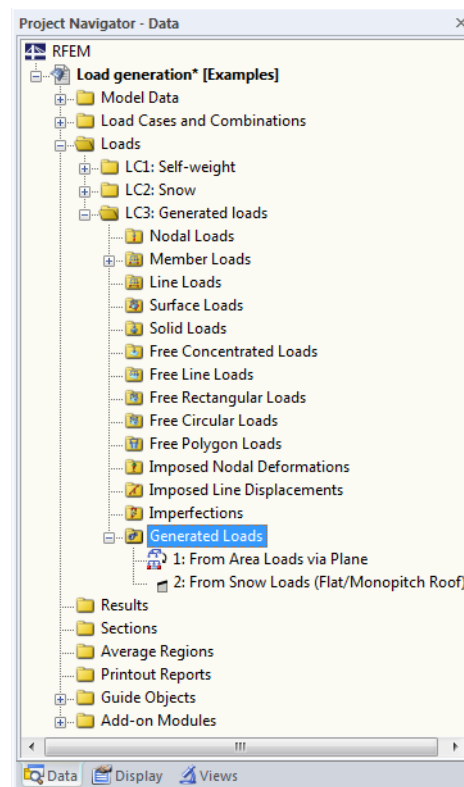 Project Navigator - Data
RFEM
Load generation* [Examples]
Model Data
Load Cases and Combinations
Loads
LC1: Self-weight
LC2: Snow
LC3: Generated loads
Nodal Loads
Member Loads
Line Loads
Surface Loads
Solid Loads
Free Concentrated Loads
Free Line Loads
Free Rectangular Loads
Free Circular Loads
Free Polygon Loads
Imposed Nodal Deformations
Imposed Line Displacements
Imperfections
Generated Loads
1: From Area Loads via Plane
2: From Snow Loads (Flat/Monopitch Roof)
Results
Sections
Average Regions
Printout Reports
Guide Objects
Add-on Modules
Data Display Views